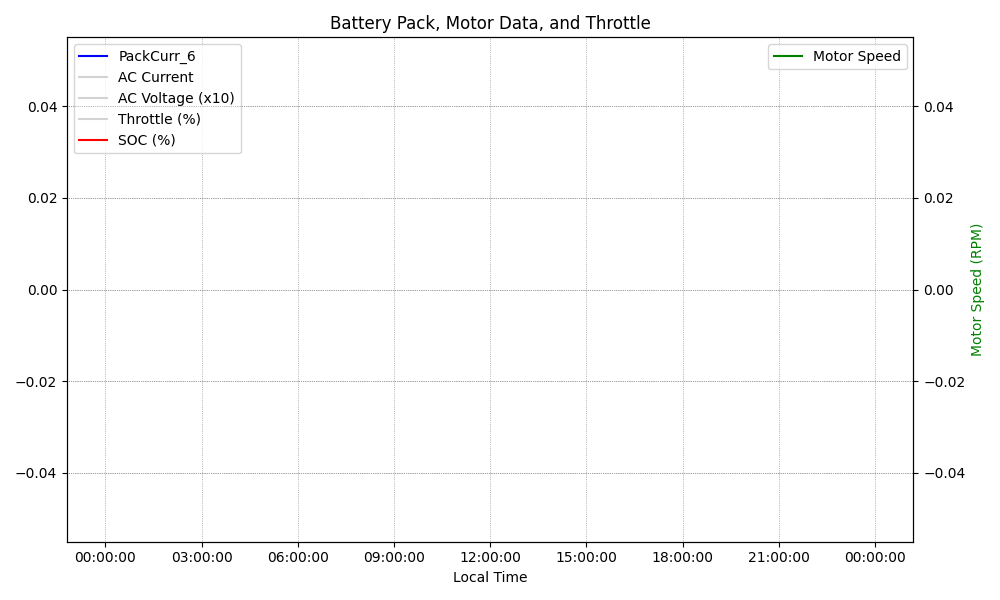 Battery Pack, Motor Data, and Throttle
PackCurr_6
AC Current
AC Voltage (x10)
Throttle (%)
SOC (%)
Motor Speed
0.04
0.02
0.00
−0.02
−0.04
0.04
0.02
0.00
−0.02
−0.04
Motor Speed (RPM)
00:00:00 03:00:00 06:00:00 09:00:00 12:00:00 15:00:00 18:00:00 21:00:00 00:00:00
Local Time